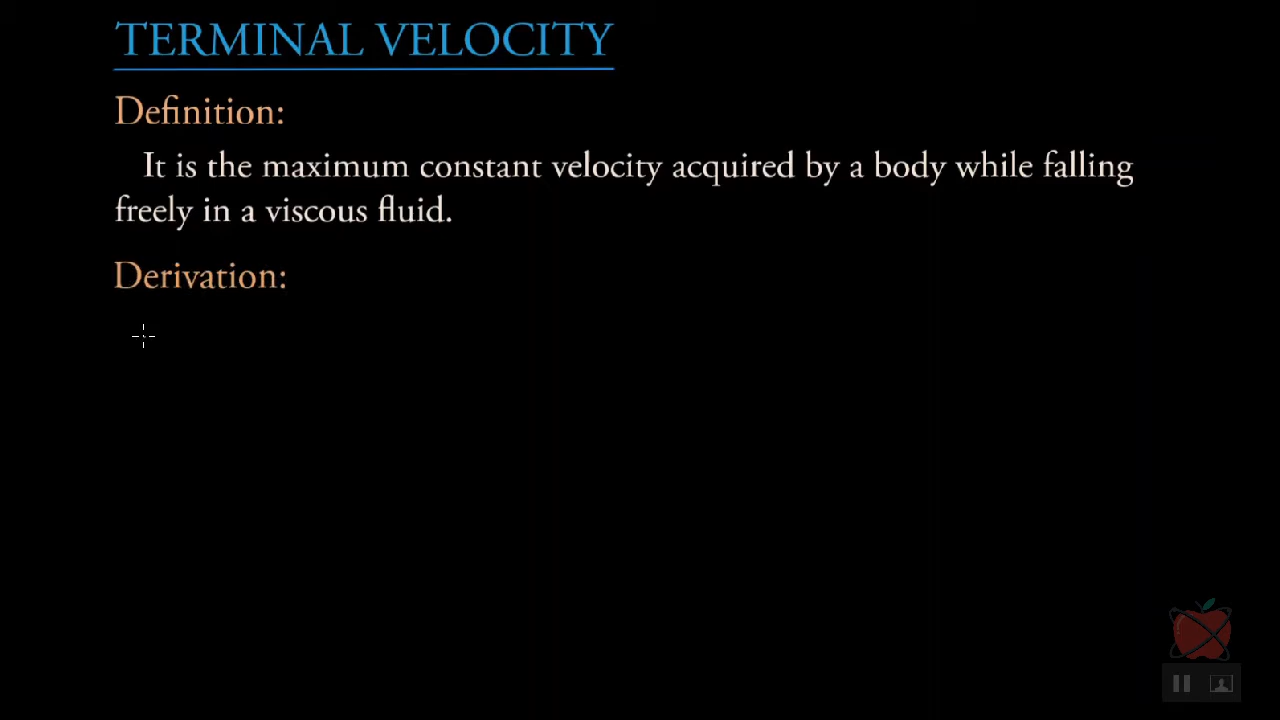 TERMINAL VELOCITY
Definition:
It is the maximum constant velocity acquired by a body while falling
freely in a viscous fluid.
Derivation: